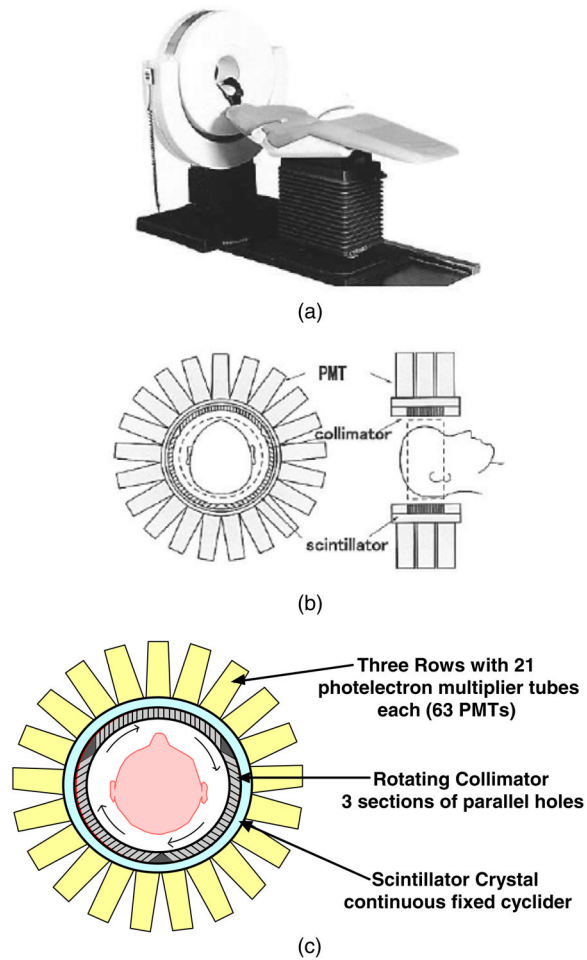 (a)
PMT
collimator
scintillator
(b)
Three Rows with 21
photelectron multiplier tubes
each (63 PMTs)
Rotating Collimator
3 sections of parallel holes
Scintillator Crystal
continuous fixed cyclider
(c)